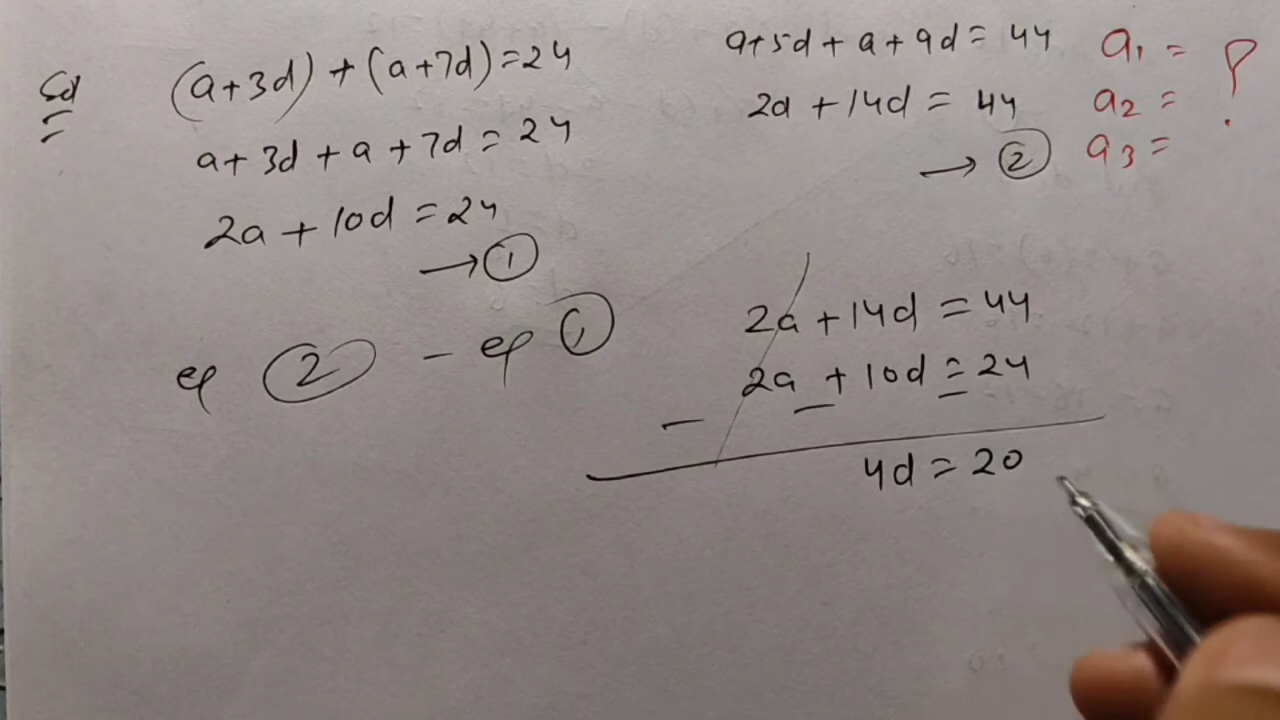 Sol
(a+3d) + (a+7d) = 24
a + 3d + a + 7d = 24
2a + 10d = 24
→ ①
a+5d + a + 9d = 44
2a + 14d = 44
→ ②
a₁ = ?
a₂ =
a₃ =
eq ② - eq ①
2a + 14d = 44
2a + 10d = 24
- - -
4d = 20